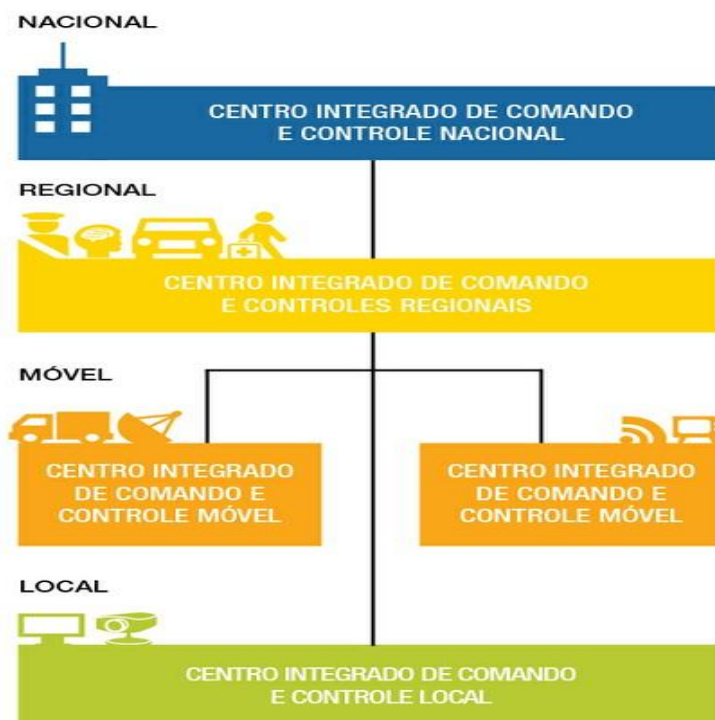 NACIONAL
CENTRO INTEGRADO DE COMANDO
E CONTROLE NACIONAL
REGIONAL
CENTRO INTEGRADO DE COMANDO
E CONTROLES REGIONAIS
MÓVEL
CENTRO INTEGRADO
DE COMANDO E
CONTROLE MÓVEL
CENTRO INTEGRADO
DE COMANDO E
CONTROLE MÓVEL
LOCAL
CENTRO INTEGRADO DE COMANDO
E CONTROLE LOCAL